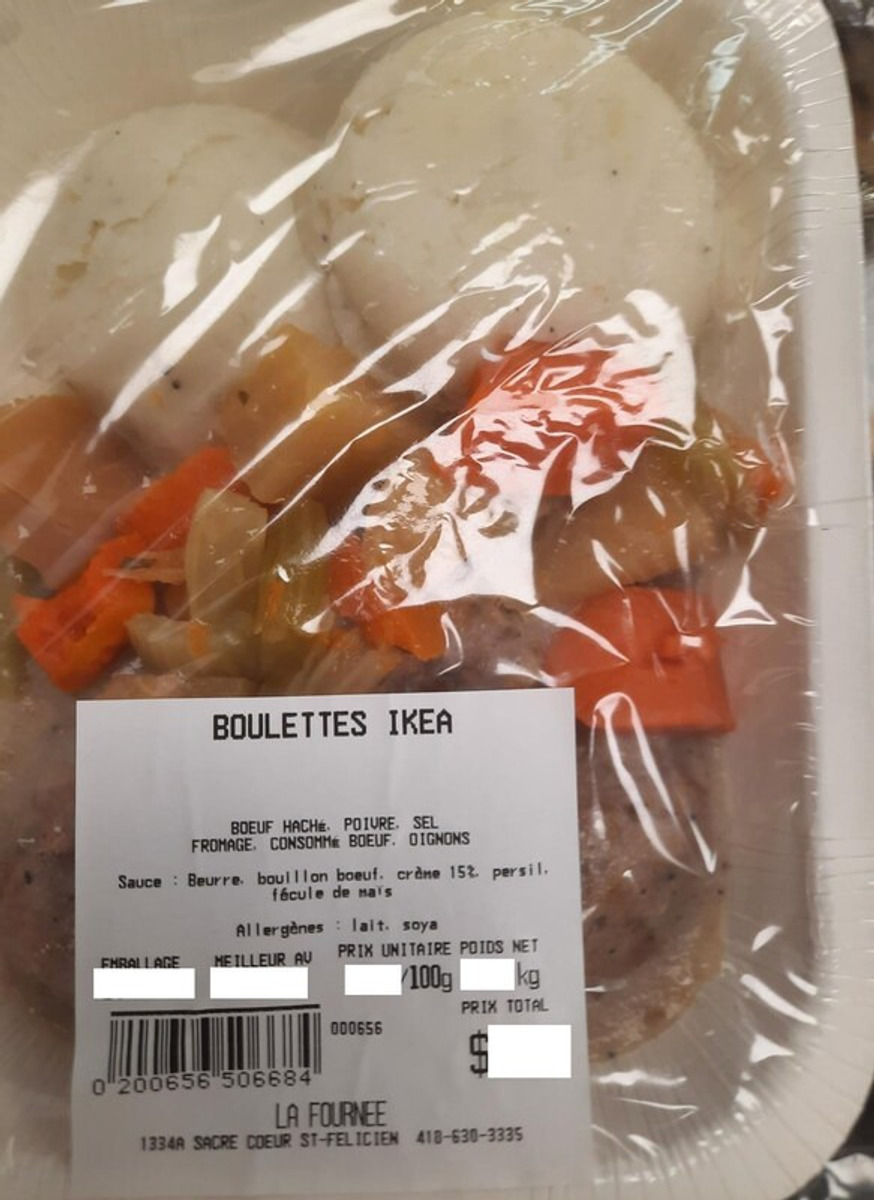 BOULETTES IKEA
BOEUF HACHé, POIVRE, SEL
FROMAGE, CONSOMMé BOEUF, OIGNONS
Sauce : Beurre, bouillon boeuf, crème 15%, persil,
fécule de maïs
Allergènes : lait, soya
EMBALLAGE MEILLEUR AV PRIX UNITAIRE POIDS NET
/100g kg
PRIX TOTAL
000656
$
0 200656 506684
LA FOURNEE
1334A SACRE COEUR ST-FELICIEN 418-630-3335